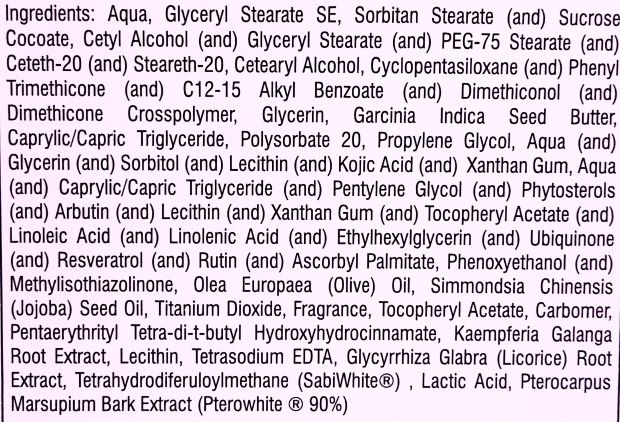 Ingredients: Aqua, Glyceryl Stearate SE, Sorbitan Stearate (and) Sucrose
Cocoate, Cetyl Alcohol (and) Glyceryl Stearate (and) PEG-75 Stearate (and)
Ceteth-20 (and) Steareth-20, Cetearyl Alcohol, Cyclopentasiloxane (and) Phenyl
Trimethicone (and) C12-15 Alkyl Benzoate (and) Dimethiconol (and)
Dimethicone Crosspolymer, Glycerin, Garcinia Indica Seed Butter,
Caprylic/Capric Triglyceride, Polysorbate 20, Propylene Glycol, Aqua (and)
Glycerin (and) Sorbitol (and) Lecithin (and) Kojic Acid (and) Xanthan Gum, Aqua
(and) Caprylic/Capric Triglyceride (and) Pentylene Glycol (and) Phytosterols
(and) Arbutin (and) Lecithin (and) Xanthan Gum (and) Tocopheryl Acetate (and)
Linoleic Acid (and) Linolenic Acid (and) Ethylhexylglycerin (and) Ubiquinone
(and) Resveratrol (and) Rutin (and) Ascorbyl Palmitate, Phenoxyethanol (and)
Methylisothiazolinone, Olea Europaea (Olive) Oil, Simmondsia Chinensis
(Jojoba) Seed Oil, Titanium Dioxide, Fragrance, Tocopheryl Acetate, Carbomer,
Pentaerythrityl Tetra-di-t-butyl Hydroxyhydrocinnamate, Kaempferia Galanga
Root Extract, Lecithin, Tetrasodium EDTA, Glycyrrhiza Glabra (Licorice) Root
Extract, Tetrahydrodiferuloylmethane (SabiWhite®) , Lactic Acid, Pterocarpus
Marsupium Bark Extract (Pterowhite ® 90%)